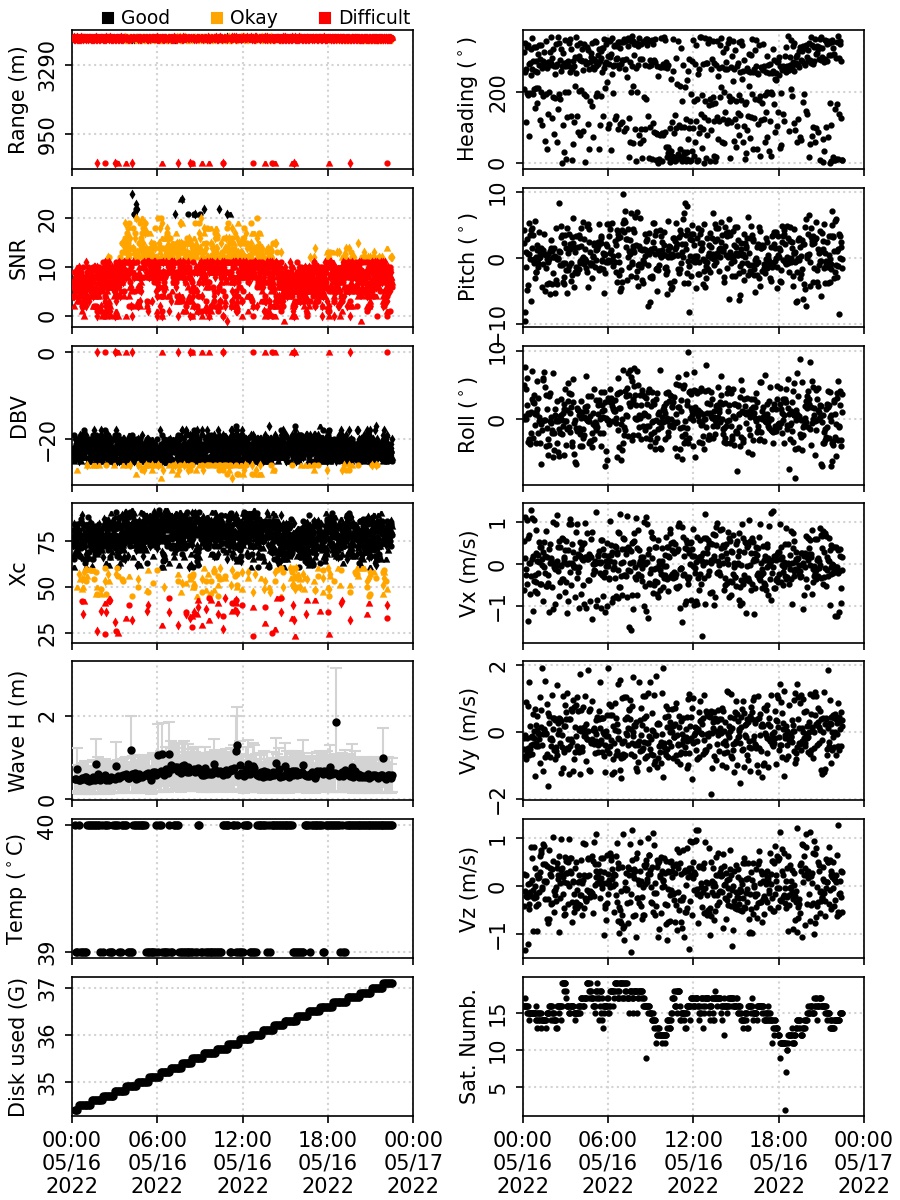 Good Okay Difficult
Range (m)
3290
950
Heading (°)
200
0
SNR
20
10
0
Pitch (°)
10
0
−10
DBV
0
−20
Roll (°)
10
0
Xc
75
50
25
Vx (m/s)
1
0
−1
Wave H (m)
2
0
Vy (m/s)
2
0
−2
Temp (°C)
40
39
Vz (m/s)
1
0
−1
Disk used (G)
37
36
35
Sat. Numb.
15
10
5
00:00 06:00 12:00 18:00 00:00
05/16 05/16 05/16 05/16 05/17
2022 2022 2022 2022 2022
00:00 06:00 12:00 18:00 00:00
05/16 05/16 05/16 05/16 05/17
2022 2022 2022 2022 2022